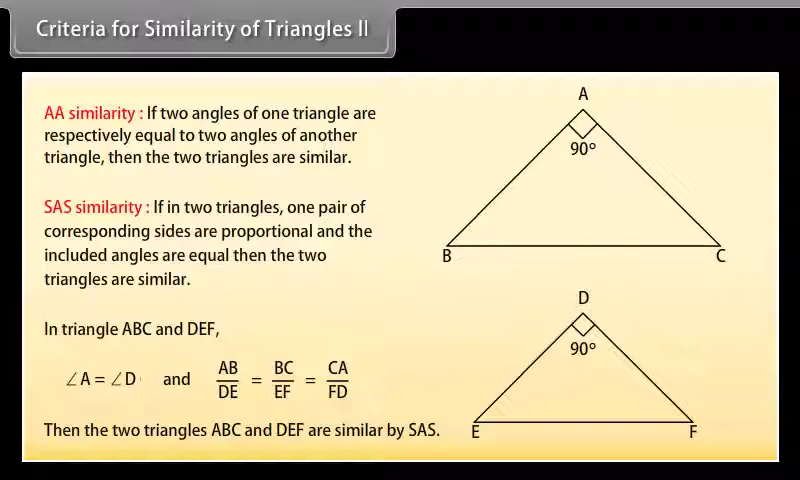 Criteria for Similarity of Triangles II
AA similarity : If two angles of one triangle are
respectively equal to two angles of another
triangle, then the two triangles are similar.
SAS similarity : If in two triangles, one pair of
corresponding sides are proportional and the
included angles are equal then the two
triangles are similar.
In triangle ABC and DEF,
∠A = ∠D and AB/DE = BC/EF = CA/FD
Then the two triangles ABC and DEF are similar by SAS.
A
90°
B C
D
90°
E F